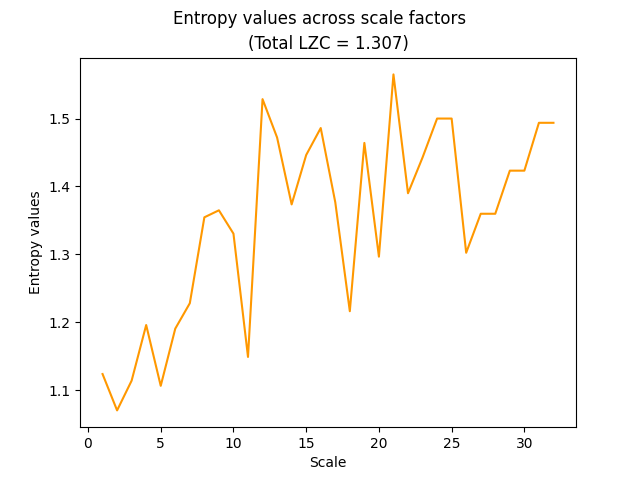 Entropy values across scale factors
(Total LZC = 1.307)
Entropy values
1.5
1.4
1.3
1.2
1.1
0 5 10 15 20 25 30
Scale